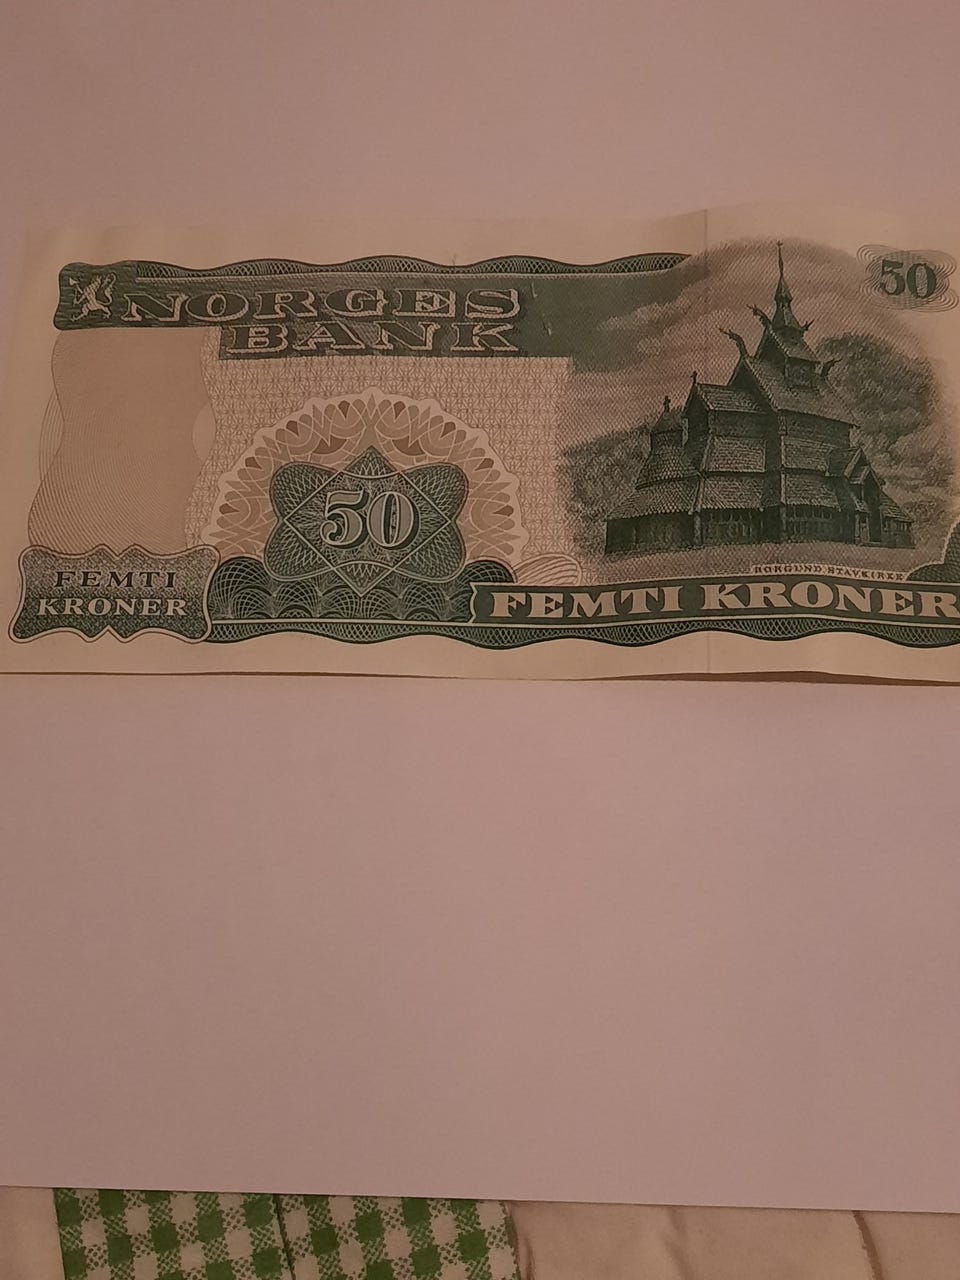 NORGES
BANK
50
50
BORGUND STAVKIRKE
FEMTI
KRONER
FEMTI KRONER